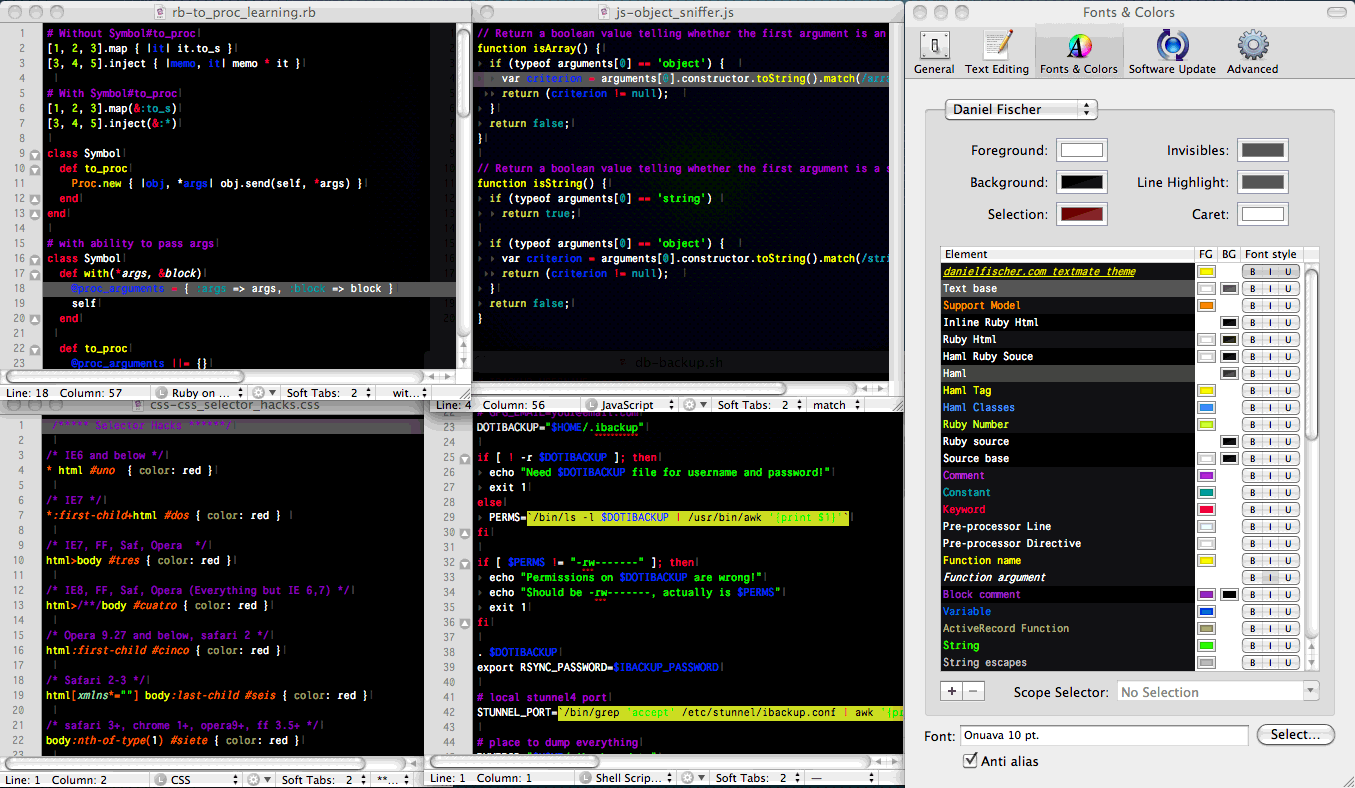 rb-to_proc_learning.rb
1 # Without Symbol#to_proc
2 [1, 2, 3].map { |it| it.to_s }
3 [3, 4, 5].inject { |memo, it| memo * it }
4
5 # With Symbol#to_proc
6 [1, 2, 3].map(&:to_s)
7 [3, 4, 5].inject(&:*)
8
9 class Symbol
10 def to_proc
11 Proc.new { |obj, *args| obj.send(self, *args) }
12 end
13 end
14
15 # with ability to pass args
16 class Symbol
17 def with(*args, &block)
18 @proc_arguments = { :args => args, :block => block }
19 self
20 end
21
22 def to_proc
23 @proc_arguments ||= {}
Line: 18 Column: 57 Ruby on ... Soft Tabs: 2 wit...
js-object_sniffer.js
// Return a boolean value telling whether the first argument is an
function isArray() {
if (typeof arguments[0] == 'object') {
var criterion = arguments[0].constructor.toString().match(/arr
return (criterion != null);
}
return false;
}
// Return a boolean value telling whether the first argument is a s
function isString() {
if (typeof arguments[0] == 'string')
return true;
if (typeof arguments[0] == 'object') {
var criterion = arguments[0].constructor.toString().match(/stri
return (criterion != null);
}
return false;
}
db-backup.sh
Line: 4 Column: 56 JavaScript Soft Tabs: 2 match
css-css_selector_hacks.css
1 /***** Selector Hacks ******/
2
3 /* IE6 and below */
4 * html #uno { color: red }
5
6 /* IE7 */
7 *:first-child+html #dos { color: red }
8
9 /* IE7, FF, Saf, Opera */
10 html>body #tres { color: red }
11
12 /* IE8, FF, Saf, Opera (Everything but IE 6,7) */
13 html>/**/body #cuatro { color: red }
14
15 /* Opera 9.27 and below, safari 2 */
16 html:first-child #cinco { color: red }
17
18 /* Safari 2-3 */
19 html[xmlns*=""] body:last-child #seis { color: red }
20
21 /* safari 3+, chrome 1+, opera9+, ff 3.5+ */
22 body:nth-of-type(1) #siete { color: red }
23
Line: 1 Column: 2 CSS Soft Tabs: 2 **...
23 DOTIBACKUP="$HOME/.ibackup"
24
25 if [ ! -r $DOTIBACKUP ]; then
26 echo "Need $DOTIBACKUP file for username and password!"
27 exit 1
28 else
29 PERMS=`/bin/ls -l $DOTIBACKUP | /usr/bin/awk '{print $1}'`
30 fi
31
32 if [ $PERMS != "-rw-------" ]; then
33 echo "Permissions on $DOTIBACKUP are wrong!"
34 echo "Should be -rw-------, actually is $PERMS"
35 exit 1
36 fi
37
38 . $DOTIBACKUP
39 export RSYNC_PASSWORD=$IBACKUP_PASSWORD
40
41 # local stunnel4 port
42 STUNNEL_PORT=`/bin/grep 'accept' /etc/stunnel/ibackup.conf | awk '{pr
43
44 # place to dump everything
Line: 1 Column: 1 Shell Scrip... Soft Tabs: 2 —
Fonts & Colors
General Text Editing Fonts & Colors Software Update Advanced
Daniel Fischer
Foreground: Invisibles:
Background: Line Highlight:
Selection: Caret:
Element FG BG Font style
danielfischer.com textmate theme B I U
Text base B I U
Support Model B I U
Inline Ruby Html B I U
Ruby Html B I U
Haml Ruby Souce B I U
Haml B I U
Haml Tag B I U
Haml Classes B I U
Ruby Number B I U
Ruby source B I U
Source base B I U
Comment B I U
Constant B I U
Keyword B I U
Pre-processor Line B I U
Pre-processor Directive B I U
Function name B I U
Function argument B I U
Block comment B I U
Variable B I U
ActiveRecord Function B I U
String B I U
String escapes B I U
+ − Scope Selector: No Selection
Font: Onuava 10 pt. Select...
Anti alias